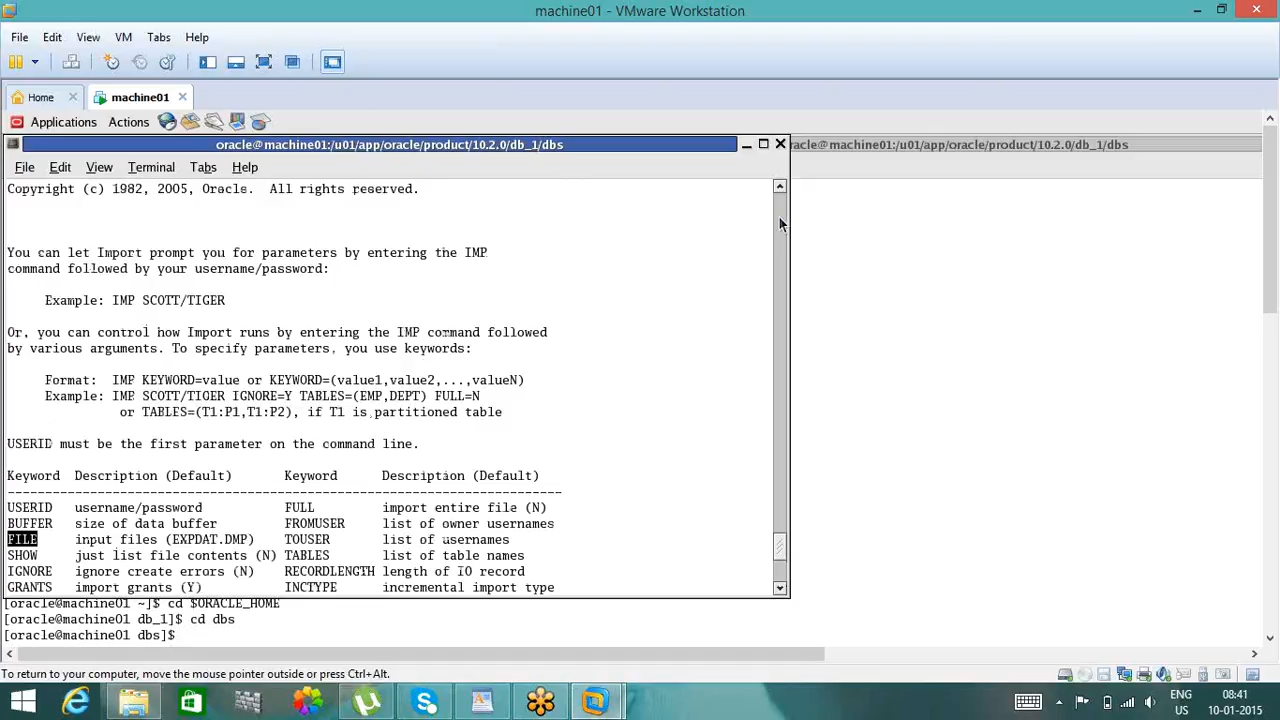 machine01 - VMware Workstation
File Edit View VM Tabs Help
Home machine01
Applications Actions
oracle@machine01:/u01/app/oracle/product/10.2.0/db_1/dbs
racle@machine01:/u01/app/oracle/product/10.2.0/db_1/dbs
File Edit View Terminal Tabs Help
Copyright (c) 1982, 2005, Oracle.  All rights reserved.
You can let Import prompt you for parameters by entering the IMP
command followed by your username/password:
Example: IMP SCOTT/TIGER
Or, you can control how Import runs by entering the IMP command followed
by various arguments. To specify parameters, you use keywords:
Format:  IMP KEYWORD=value or KEYWORD=(value1,value2,...,valueN)
Example: IMP SCOTT/TIGER IGNORE=Y TABLES=(EMP,DEPT) FULL=N
or TABLES=(T1:P1,T1:P2), if T1 is partitioned table
USERID must be the first parameter on the command line.
Keyword  Description (Default)       Keyword      Description (Default)
--------------------------------------------------------------------------
USERID   username/password           FULL         import entire file (N)
BUFFER   size of data buffer         FROMUSER     list of owner usernames
FILE     input files (EXPDAT.DMP)    TOUSER       list of usernames
SHOW     just list file contents (N) TABLES       list of table names
IGNORE   ignore create errors (N)    RECORDLENGTH length of IO record
GRANTS   import grants (Y)           INCTYPE      incremental import type
[oracle@machine01 ~]$ cd $ORACLE_HOME
[oracle@machine01 db_1]$ cd dbs
[oracle@machine01 dbs]$
To return to your computer, move the mouse pointer outside or press Ctrl+Alt.
ENG 08:41
US 10-01-2015